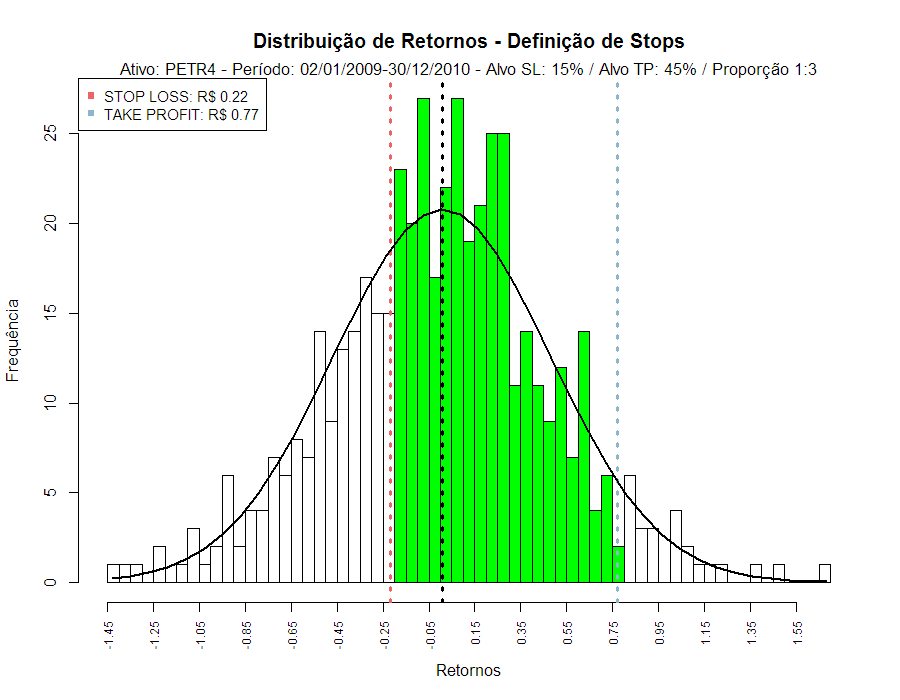 Distribuição de Retornos - Definição de Stops
Ativo: PETR4 - Período: 02/01/2009-30/12/2010 - Alvo SL: 15% / Alvo TP: 45% / Proporção 1:3
STOP LOSS: R$ 0.22
TAKE PROFIT: R$ 0.77
Frequência
25
20
15
10
5
0
-1.45 -1.25 -1.05 -0.85 -0.65 -0.45 -0.25 -0.05 0.15 0.35 0.55 0.75 0.95 1.15 1.35 1.55
Retornos